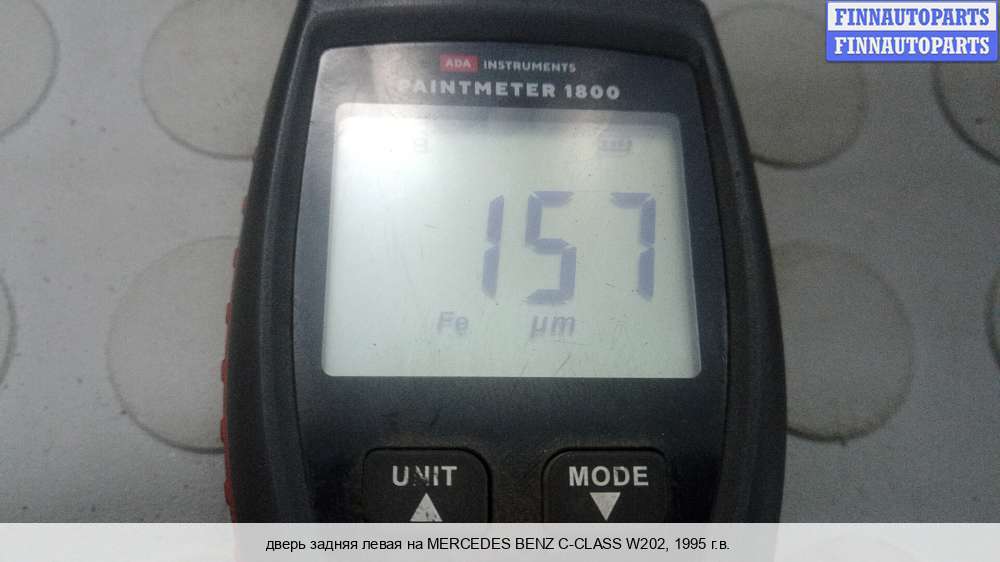 FINNAUTOPARTS
FINNAUTOPARTS
ADA INSTRUMENTS
PAINTMETER 1800
157
Fe µm
UNIT MODE
дверь задняя левая на MERCEDES BENZ C-CLASS W202, 1995 г.в.